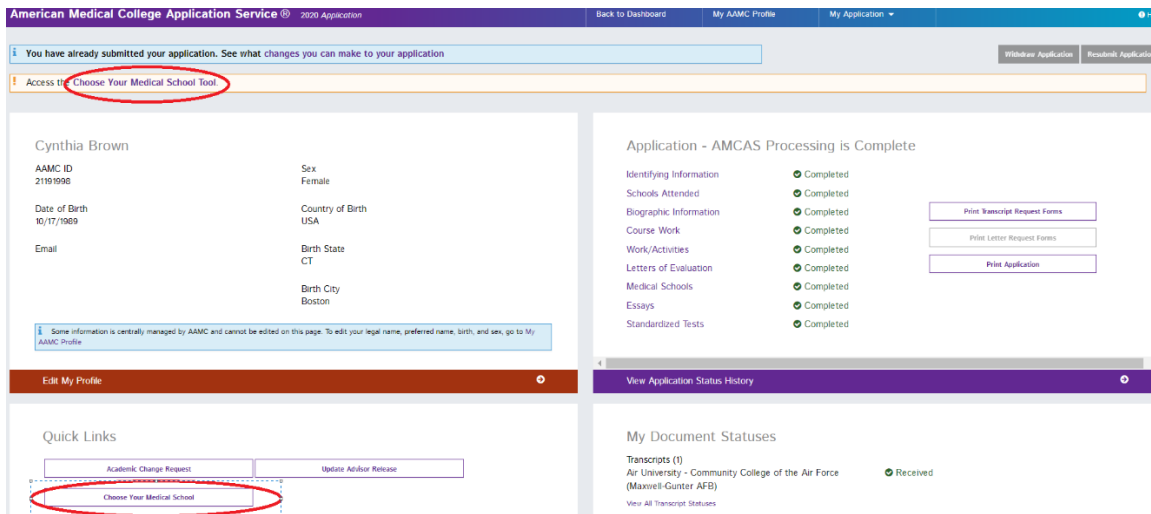 American Medical College Application Service ® 2020 Application
Back to Dashboard
My AAMC Profile
My Application
You have already submitted your application. See what changes you can make to your application
Withdraw Application
Resubmit Applicatio
Access the Choose Your Medical School Tool.
Cynthia Brown
AAMC ID
21191998
Sex
Female
Date of Birth
10/17/1989
Country of Birth
USA
Email
Birth State
CT
Birth City
Boston
Some information is centrally managed by AAMC and cannot be edited on this page. To edit your legal name, preferred name, birth, and sex, go to My
AAMC Profile
Edit My Profile
Application - AMCAS Processing is Complete
Identifying Information Completed
Schools Attended Completed
Biographic Information Completed
Course Work Completed
Work/Activities Completed
Letters of Evaluation Completed
Medical Schools Completed
Essays Completed
Standardized Tests Completed
Print Transcript Request Forms
Print Letter Request Forms
Print Application
View Application Status History
Quick Links
Academic Change Request
Update Advisor Release
Choose Your Medical School
My Document Statuses
Transcripts (1)
Air University - Community College of the Air Force Received
(Maxwell-Gunter AFB)
View All Transcript Statuses